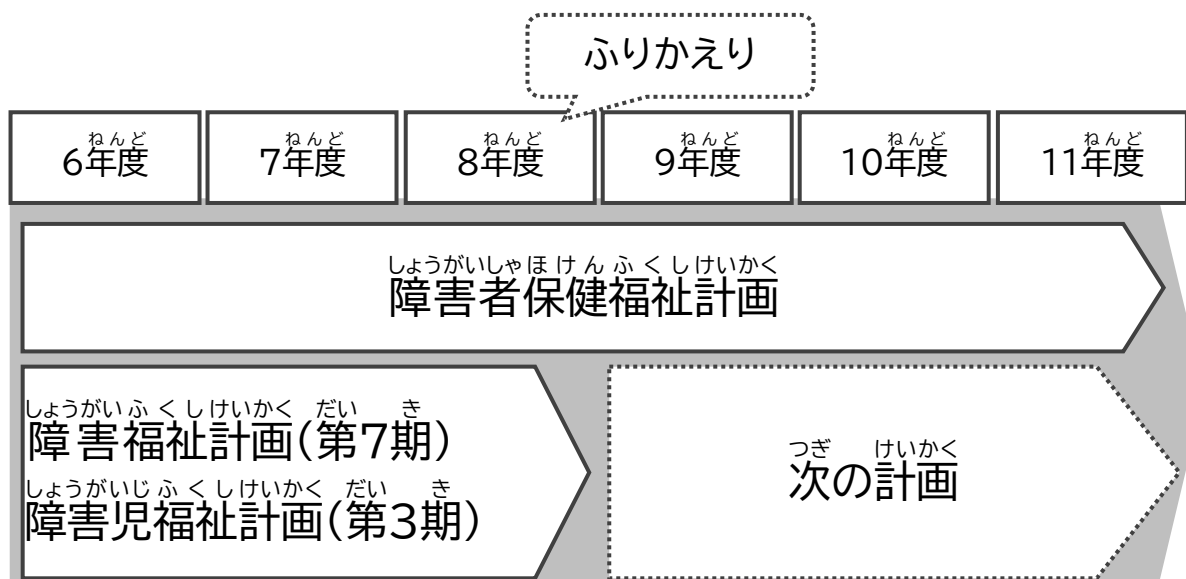 ふりかえり
ねんど ねんど ねんど ねんど ねんど ねんど
6年度 7年度 8年度 9年度 10年度 11年度
しょうがいしゃほけんふくしけいかく
障害者保健福祉計画
しょうがいふくしけいかく だい き
障害福祉計画(第7期)
しょうがいじふくしけいかく だい き
障害児福祉計画(第3期)
つぎ けいかく
次の計画